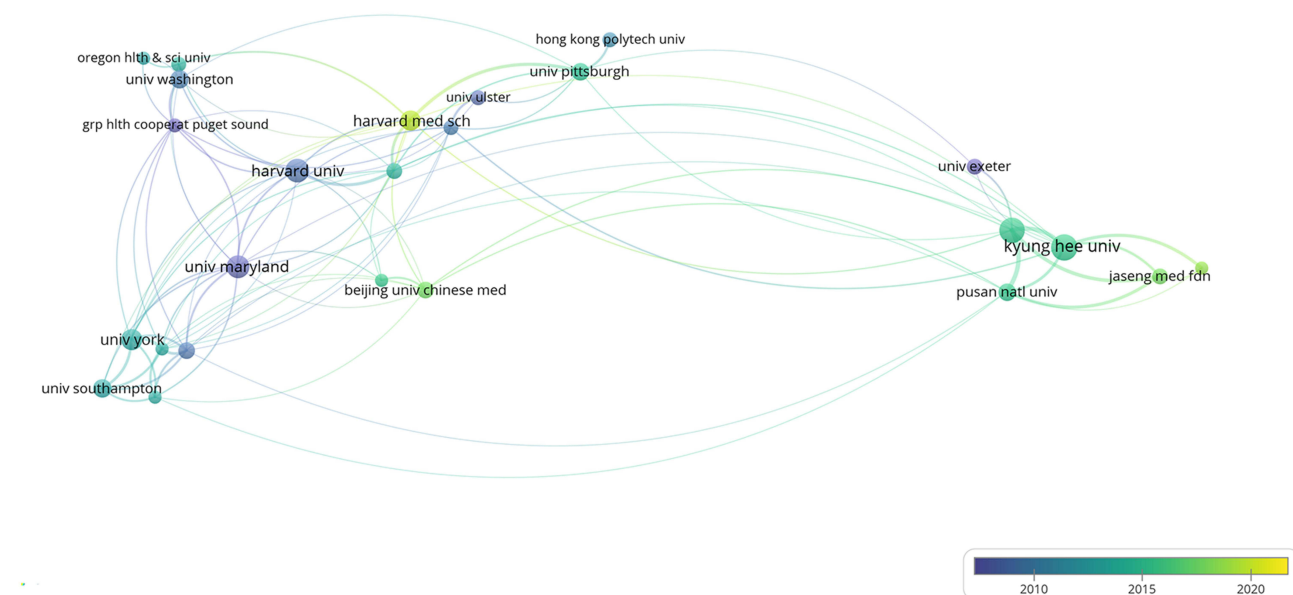 hong kong polytech univ
oregon hlth & sci univ
univ pittsburgh
univ washington
univ ulster
grp hlth cooperat puget sound
harvard med sch
harvard univ
univ exeter
kyung hee univ
univ maryland
jaseng med fdn
beijing univ chinese med
pusan natl univ
univ york
univ southampton
2010
2015
2020